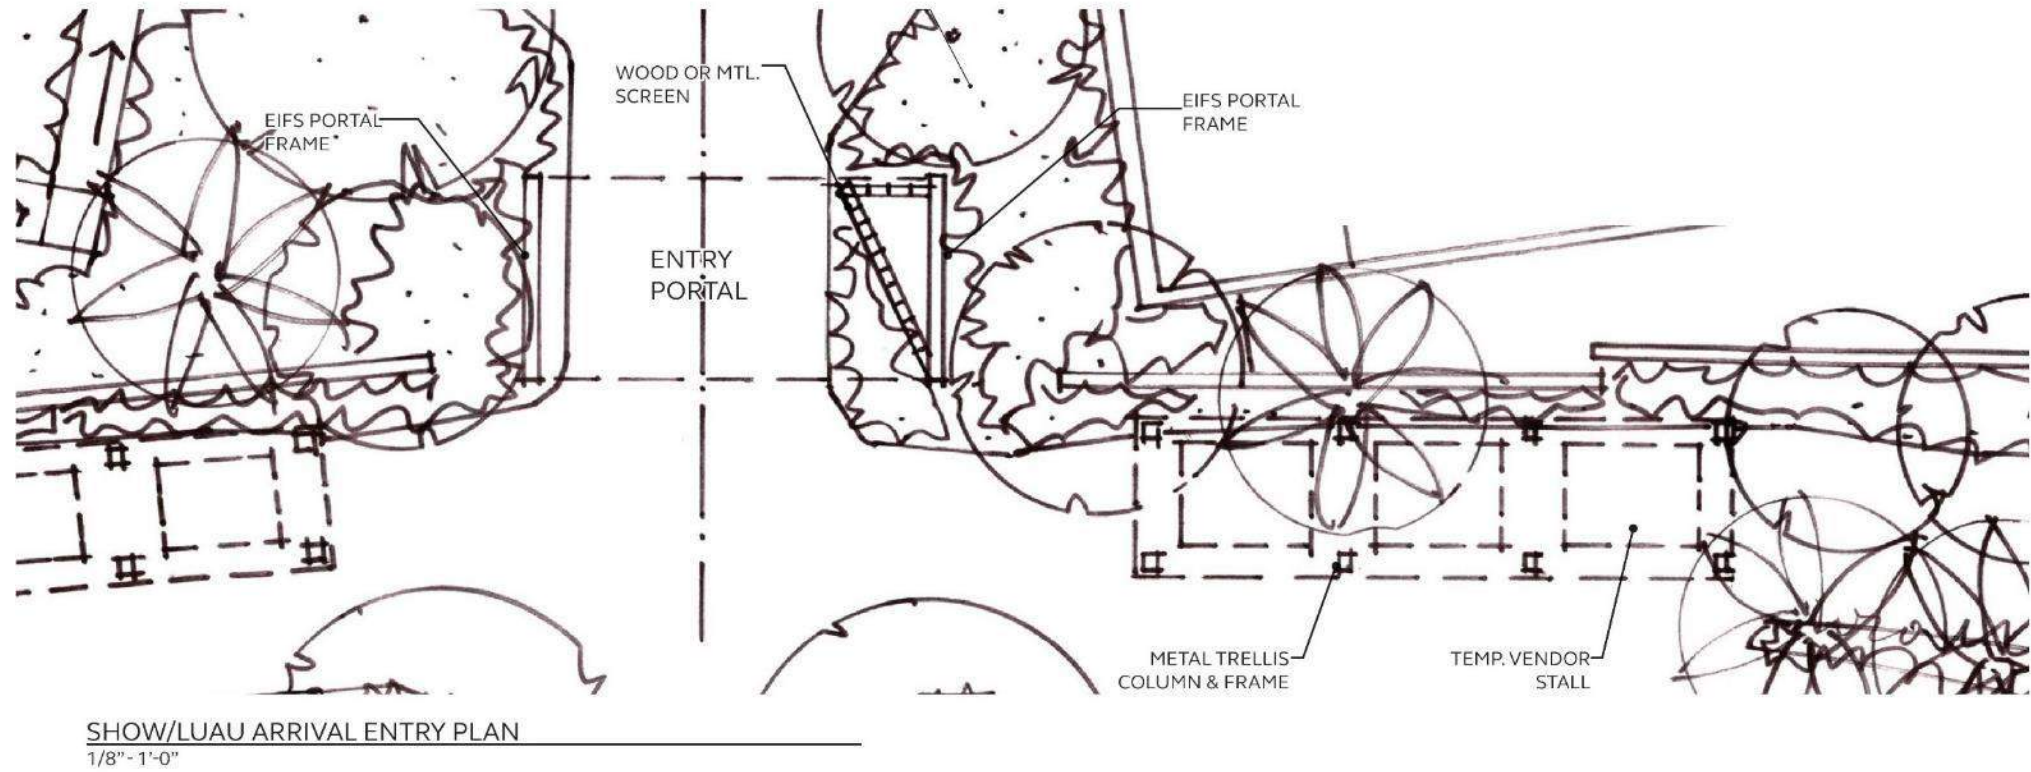 WOOD OR MTL.
SCREEN
EIFS PORTAL
FRAME
EIFS PORTAL
FRAME
ENTRY
PORTAL
METAL TRELLIS
COLUMN & FRAME
TEMP. VENDOR
STALL
SHOW/LUAU ARRIVAL ENTRY PLAN
1/8"- 1'-0"